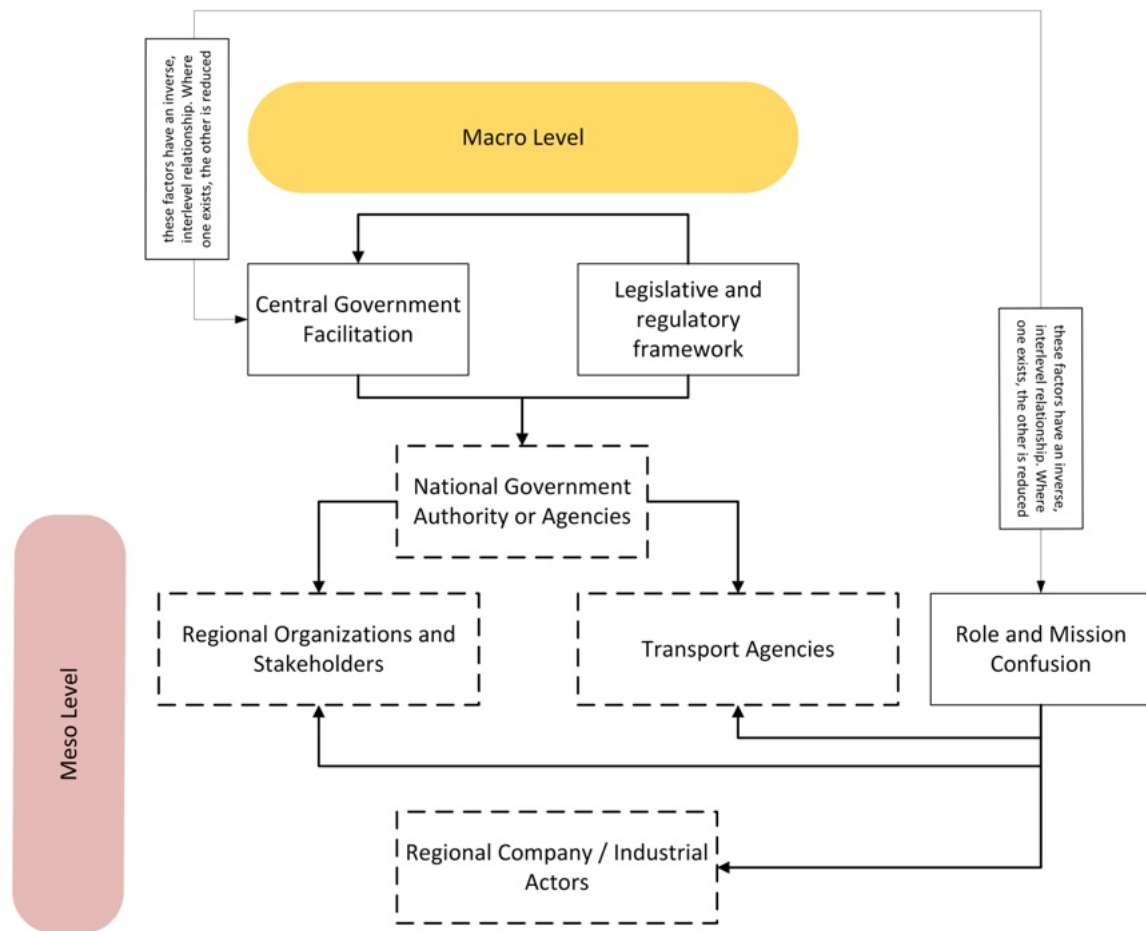 these factors have an inverse,
interlevel relationship. Where
one exists, the other is reduced
Macro Level
Central Government
Facilitation
Legislative and
regulatory
framework
these factors have an inverse,
interlevel relationship. Where
one exists, the other is reduced
National Government
Authority or Agencies
Meso Level
Regional Organizations and
Stakeholders
Transport Agencies
Role and Mission
Confusion
Regional Company / Industrial
Actors